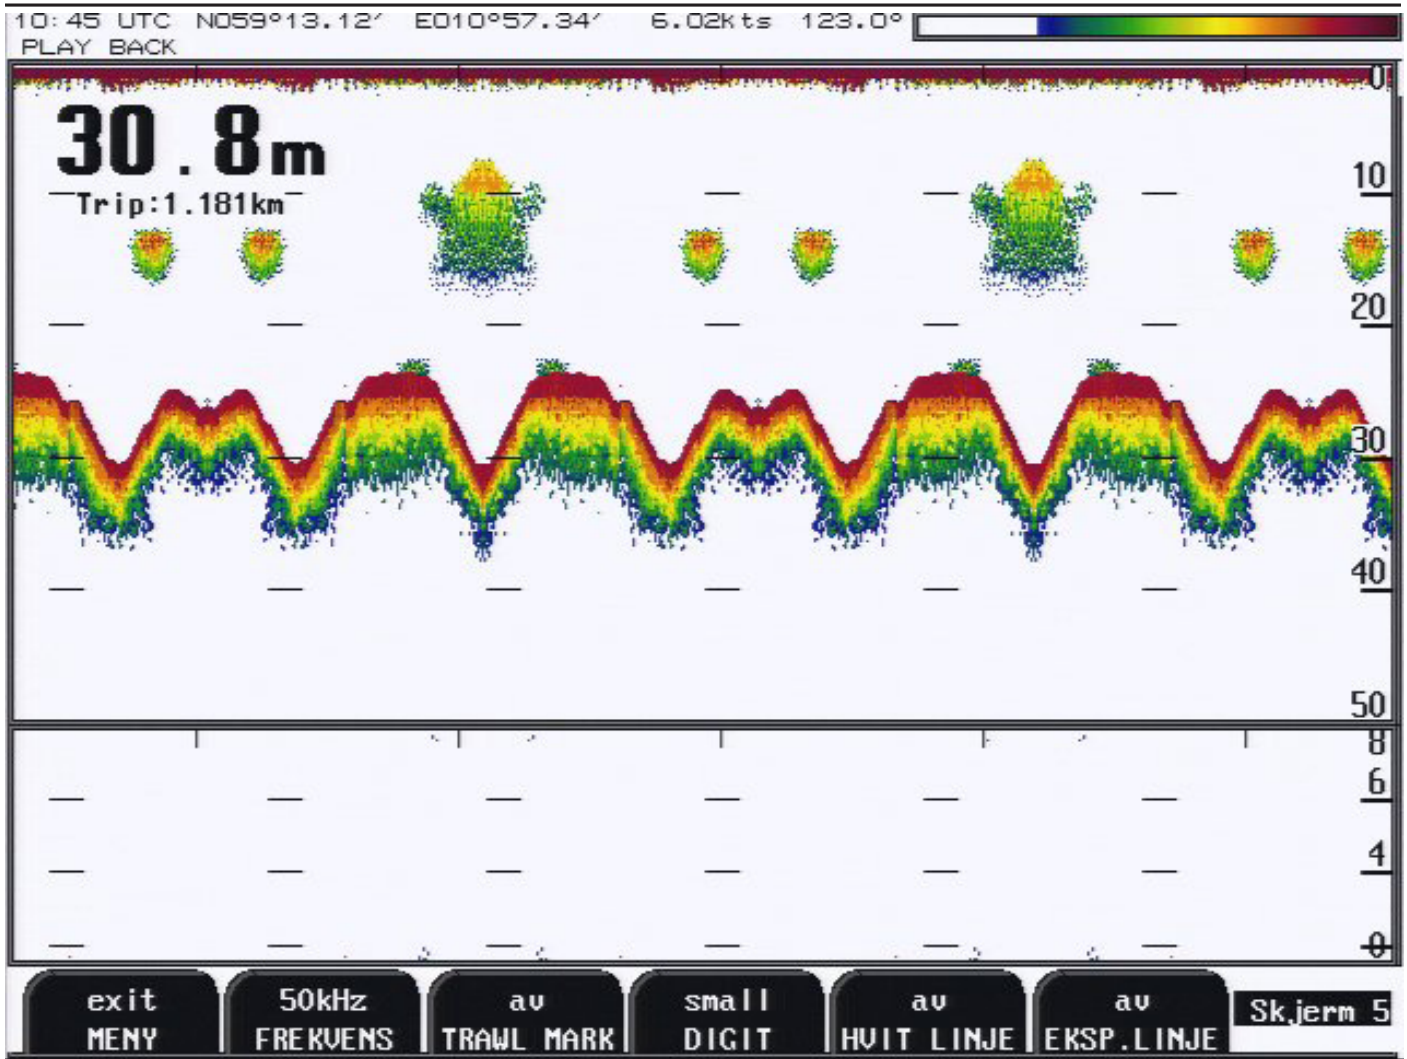 10:45 UTC N059°13.12′ E010°57.34′ 6.02kts 123.0°
PLAY BACK
0
30.8m
10
Trip:1.181km
20
30
40
50
8
6
4
0
exit 50kHz av small av av
MENY FREKVENS TRAWL MARK DIGIT HVIT LINJE EKSP.LINJE Skjerm 5